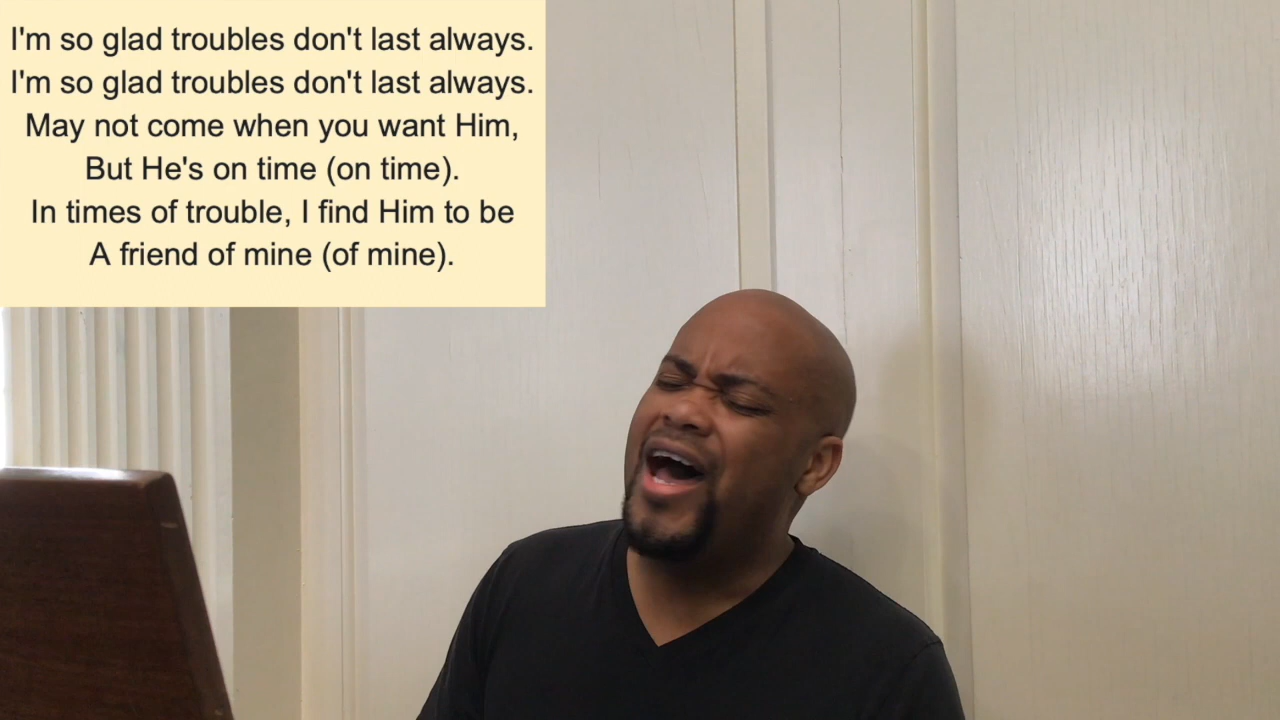 I'm so glad troubles don't last always.
I'm so glad troubles don't last always.
May not come when you want Him,
But He's on time (on time).
In times of trouble, I find Him to be
A friend of mine (of mine).